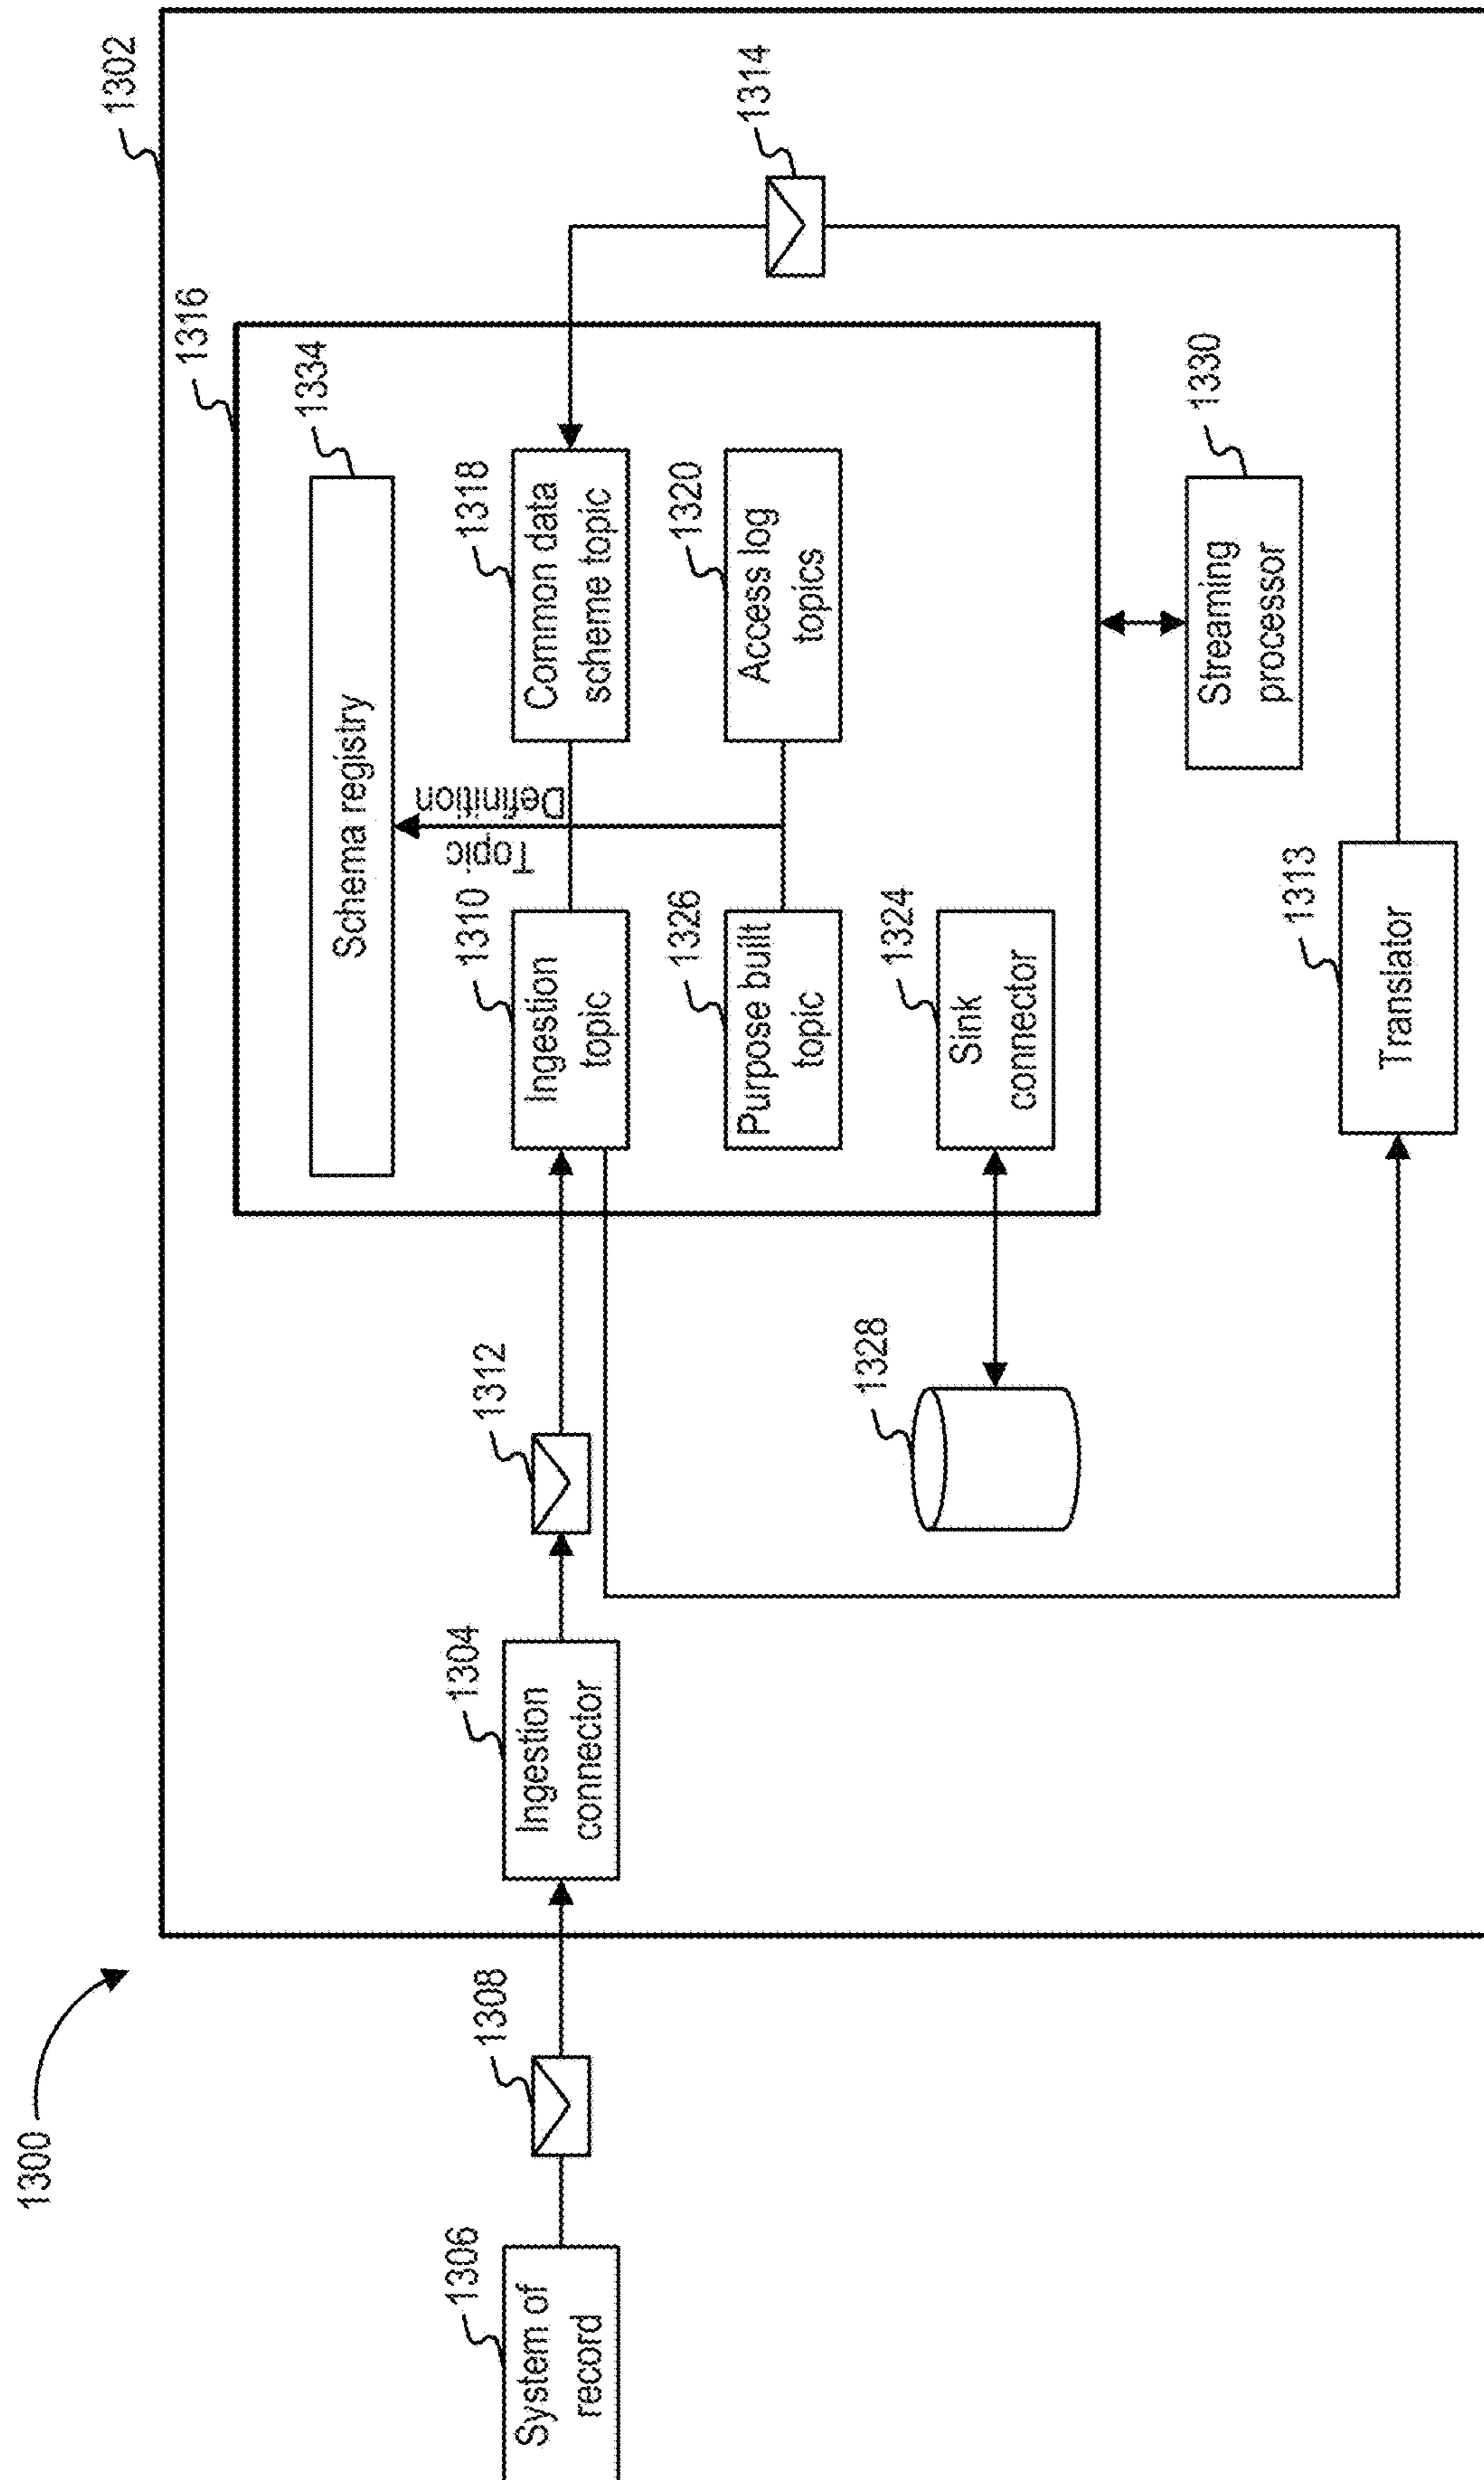 1300
1302
1316
1334
Schema registry
1306
System of
record
1308
1304
Ingestion
connector
1312
1310
Ingestion
topic
Topic
Definition
1318
Common data
scheme topic
1314
1326
Purpose built
topic
1320
Access log
topics
1328
1324
Sink
connector
1330
Streaming
processor
1313
Translator